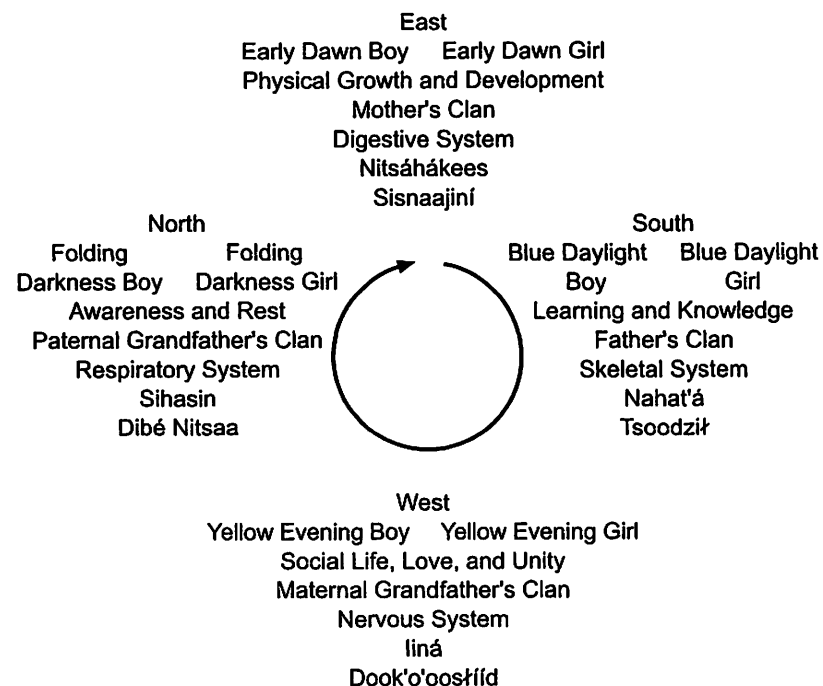 East
Early Dawn Boy Early Dawn Girl
Physical Growth and Development
Mother's Clan
Digestive System
Nitsáhákees
Sisnaajiní
North
Folding Folding
Darkness Boy Darkness Girl
Awareness and Rest
Paternal Grandfather's Clan
Respiratory System
Sihasin
Dibé Nitsaa
South
Blue Daylight Blue Daylight
Boy Girl
Learning and Knowledge
Father's Clan
Skeletal System
Nahat'á
Tsoodził
West
Yellow Evening Boy Yellow Evening Girl
Social Life, Love, and Unity
Maternal Grandfather's Clan
Nervous System
Iiná
Dook'o'oosłííd